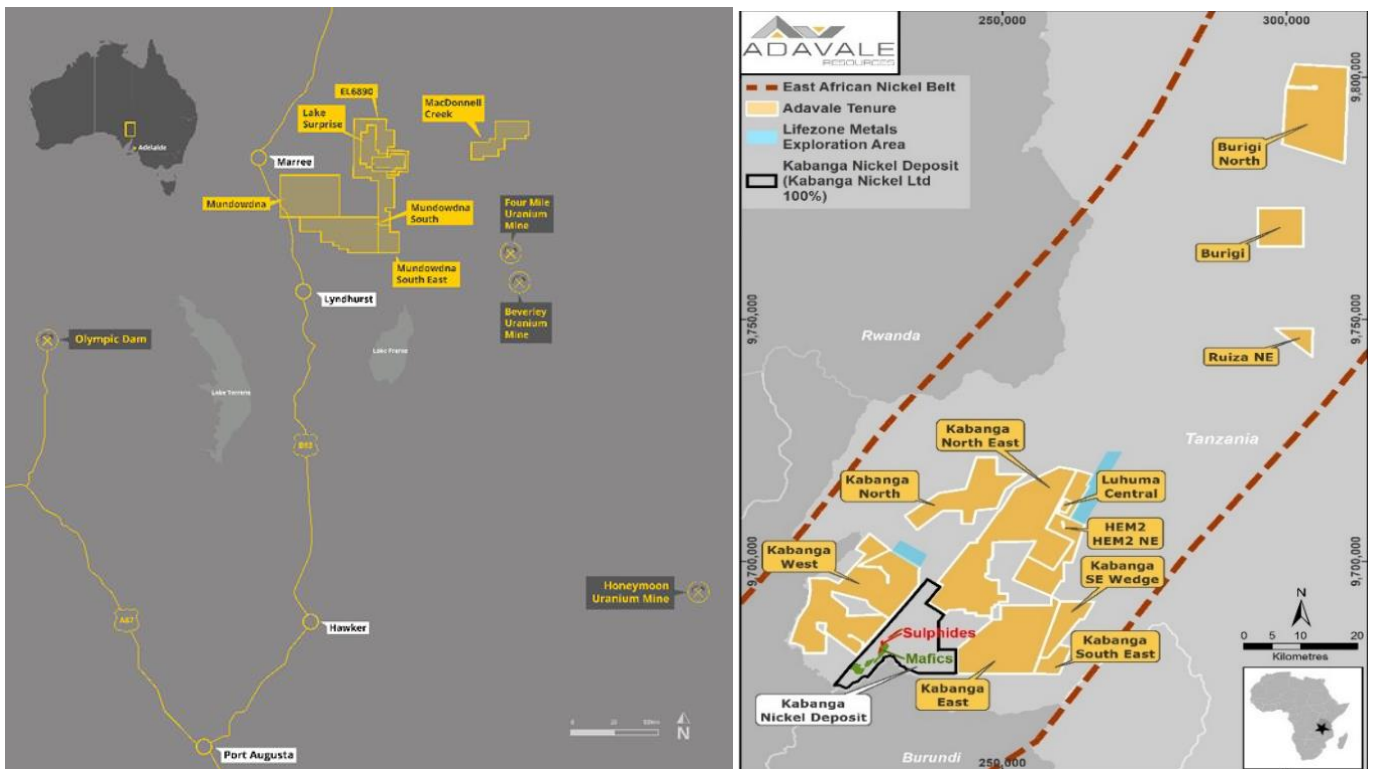 Adelaide
EL6890
Lake
Surprise
MacDonnell
Creek
Marree
Mundowdna
Mundowdna
South
Four Mile
Uranium
Mine
Mundowdna
South East
Lyndhurst
Beverley
Uranium
Mine
Olympic Dam
Lake Torrens
Lake Frame
B83
Honeymoon
Uranium Mine
A87
Hawker
Port Augusta
0
N
ADAVALE
RESOURCES
250,000
300,000
East African Nickel Belt
Adavale Tenure
Lifezone Metals
Exploration Area
Kabanga Nickel Deposit
(Kabanga Nickel Ltd
100%)
9,800,000
Burigi
North
Burigi
9,750,000
9,750,000
Rwanda
Ruiza NE
Tanzania
Kabanga
North East
Kabanga
North
Luhuma
Central
HEM2
HEM2 NE
Kabanga
West
9,700,000
9,700,000
Kabanga
SE Wedge
N
Sulphides
Mafics
Kabanga
South East
0 5 10 20
Kilometres
Kabanga
East
Kabanga
Nickel Deposit
Burundi
250,000